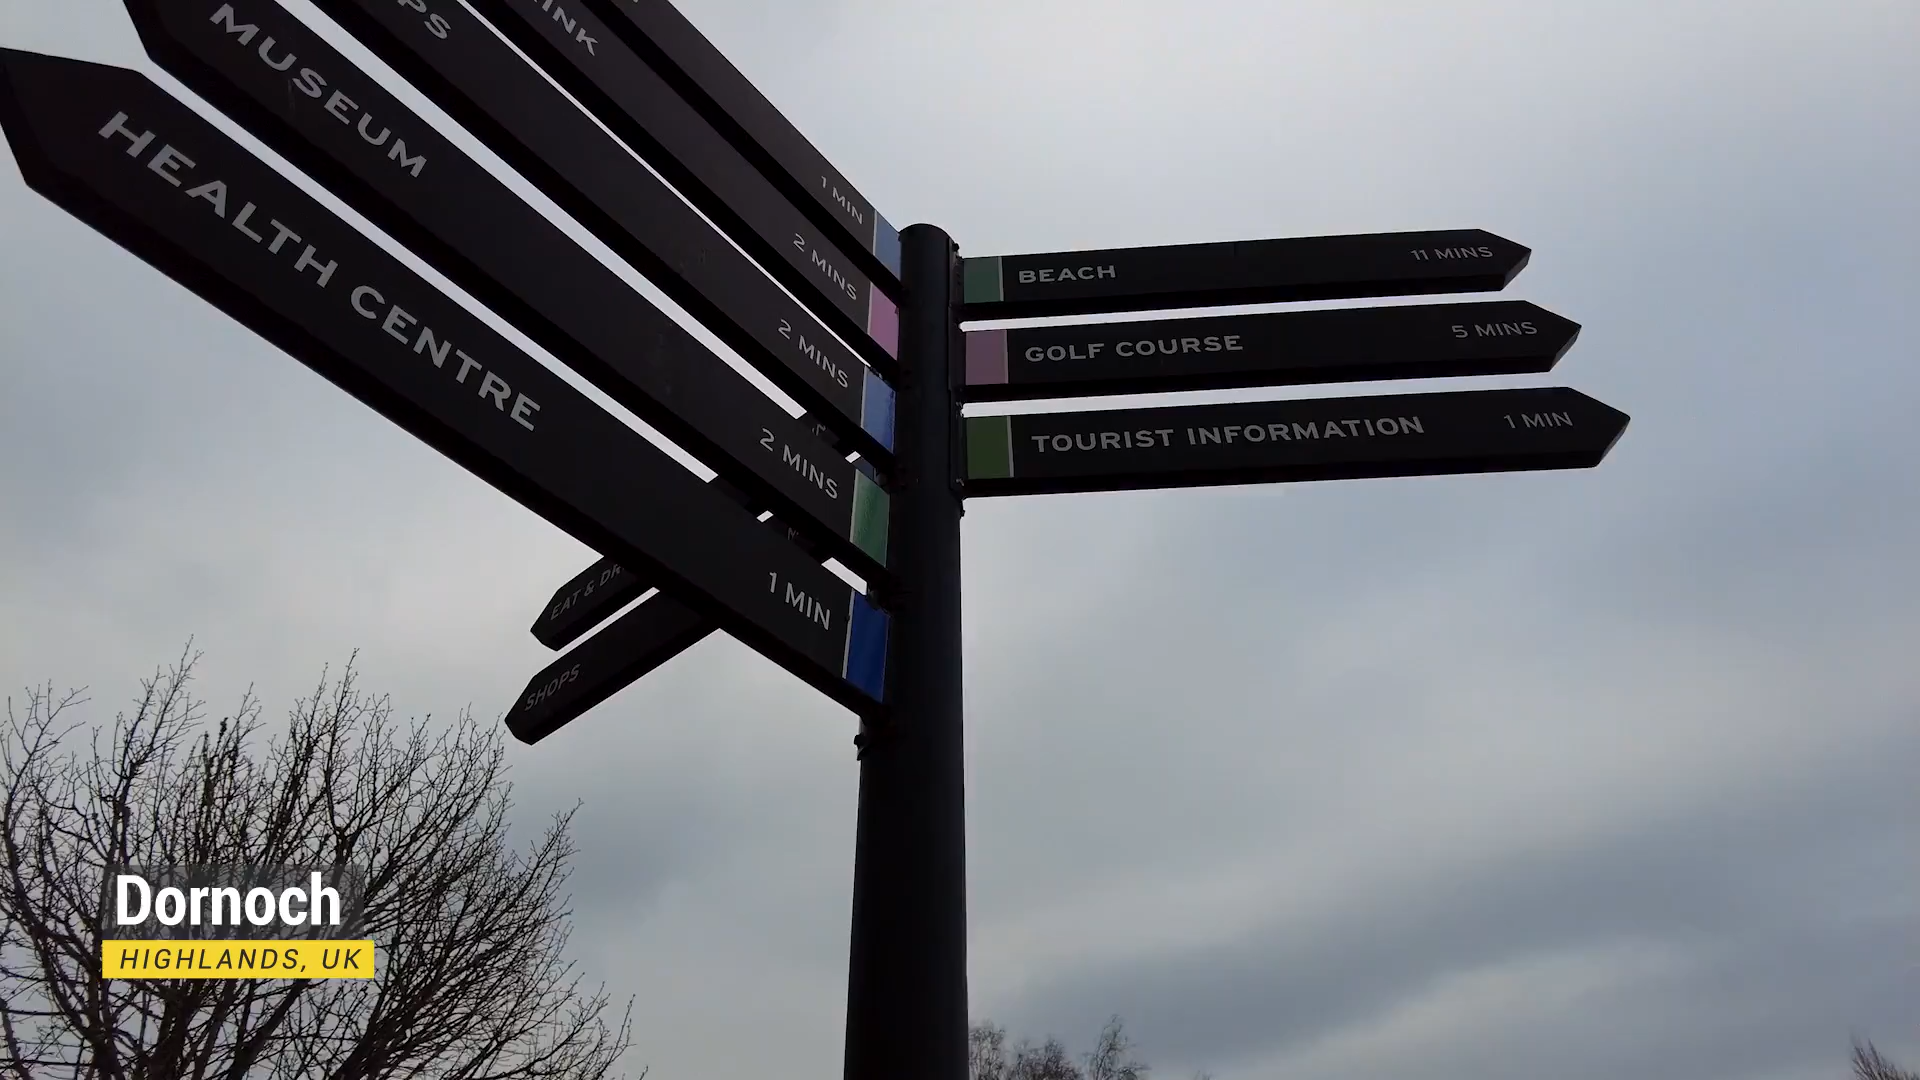 1 MIN
2 MINS
2 MINS
MUSEUM 2 MINS
HEALTH CENTRE 1 MIN
EAT &
SHOPS
BEACH 11 MINS
GOLF COURSE 5 MINS
TOURIST INFORMATION 1 MIN
Dornoch
HIGHLANDS, UK